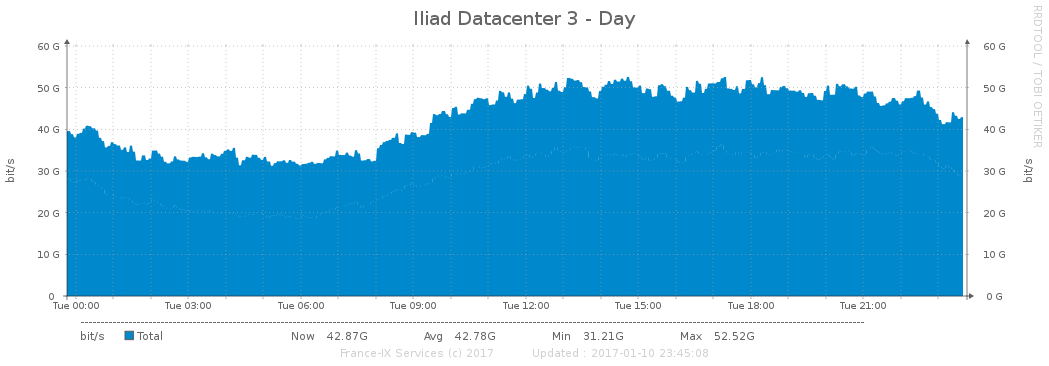 Iliad Datacenter 3 - Day
RRDTOOL / TOBI OETIKER
60 G 60 G
50 G 50 G
40 G 40 G
30 G 30 G
20 G 20 G
10 G 10 G
0 0 G
bit/s bit/s
Tue 00:00 Tue 03:00 Tue 06:00 Tue 09:00 Tue 12:00 Tue 15:00 Tue 18:00 Tue 21:00
bit/s Total Now 42.87G Avg 42.78G Min 31.21G Max 52.52G
France-IX Services (c) 2017 Updated : 2017-01-10 23:45:08